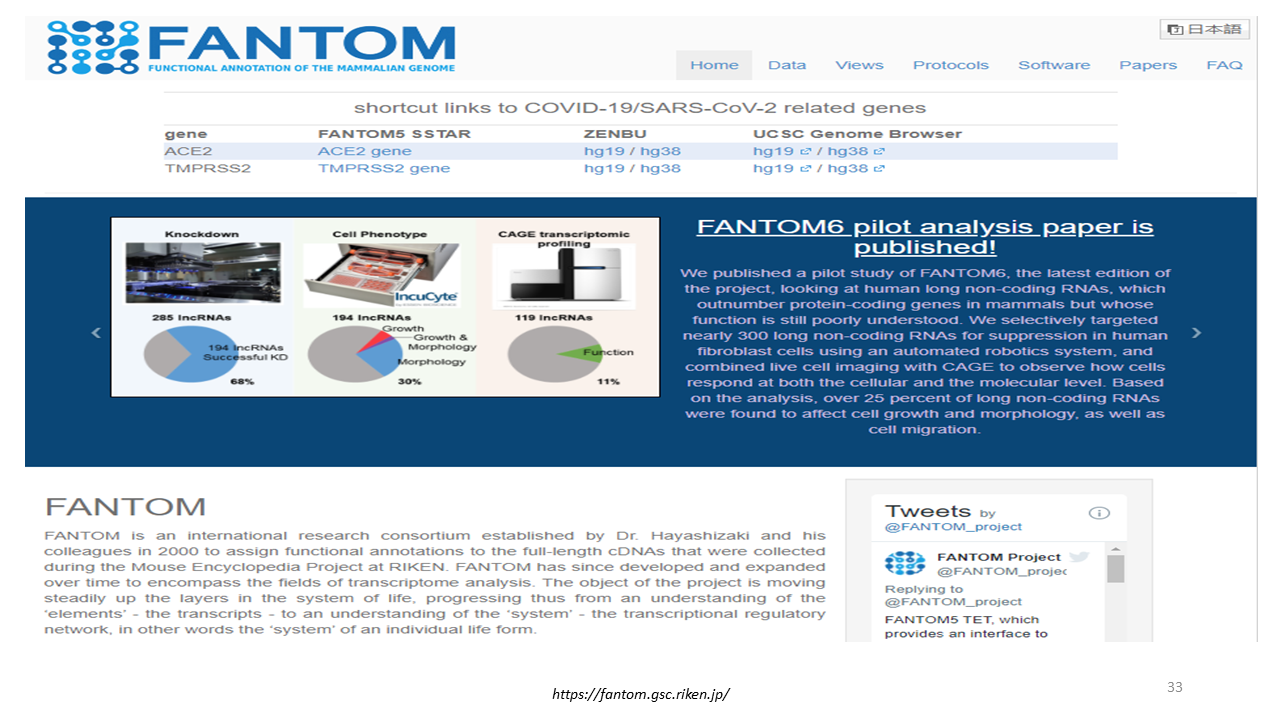 FANTOM
FUNCTIONAL ANNOTATION OF THE MAMMALIAN GENOME
日本語
Home Data Views Protocols Software Papers FAQ
shortcut links to COVID-19/SARS-CoV-2 related genes
gene FANTOM5 SSTAR ZENBU UCSC Genome Browser
ACE2 ACE2 gene hg19 / hg38 hg19 / hg38
TMPRSS2 TMPRSS2 gene hg19 / hg38 hg19 / hg38
Knockdown
285 lncRNAs
194 lncRNAs
Successful KD
68%
Cell Phenotype
IncuCyte
194 lncRNAs
Growth
Growth &
Morphology
Morphology
30%
CAGE transcriptomic
profiling
119 lncRNAs
Function
11%
FANTOM6 pilot analysis paper is
published!
We published a pilot study of FANTOM6, the latest edition of
the project, looking at human long non-coding RNAs, which
outnumber protein-coding genes in mammals but whose
function is still poorly understood. We selectively targeted
nearly 300 long non-coding RNAs for suppression in human
fibroblast cells using an automated robotics system, and
combined live cell imaging with CAGE to observe how cells
respond at both the cellular and the molecular level. Based
on the analysis, over 25 percent of long non-coding RNAs
were found to affect cell growth and morphology, as well as
cell migration.
FANTOM
FANTOM is an international research consortium established by Dr. Hayashizaki and his
colleagues in 2000 to assign functional annotations to the full-length cDNAs that were collected
during the Mouse Encyclopedia Project at RIKEN. FANTOM has since developed and expanded
over time to encompass the fields of transcriptome analysis. The object of the project is moving
steadily up the layers in the system of life, progressing thus from an understanding of the
‘elements’ - the transcripts - to an understanding of the ‘system’ - the transcriptional regulatory
network, in other words the ‘system’ of an individual life form.
Tweets by
@FANTOM_project
FANTOM Project
@FANTOM_projec
Replying to
@FANTOM_project
FANTOM5 TET, which
provides an interface to
https://fantom.gsc.riken.jp/
33